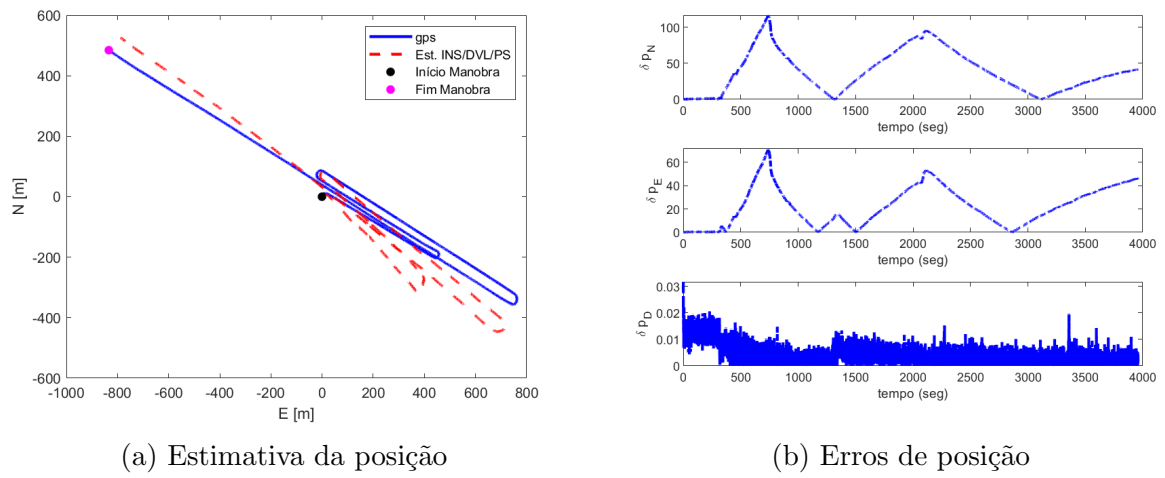 600
400
200
0
-200
-400
-600
N [m]
-1000 -800 -600 -400 -200 0 200 400 600 800
E [m]
gps
Est. INS/DVL/PS
Início Manobra
Fim Manobra
(a) Estimativa da posição
100
50
0
δ p_N
0 500 1000 1500 2000 2500 3000 3500 4000
tempo (seg)
60
40
20
0
δ p_E
0 500 1000 1500 2000 2500 3000 3500 4000
tempo (seg)
0.03
0.02
0.01
0
δ p_D
0 500 1000 1500 2000 2500 3000 3500 4000
tempo (seg)
(b) Erros de posição